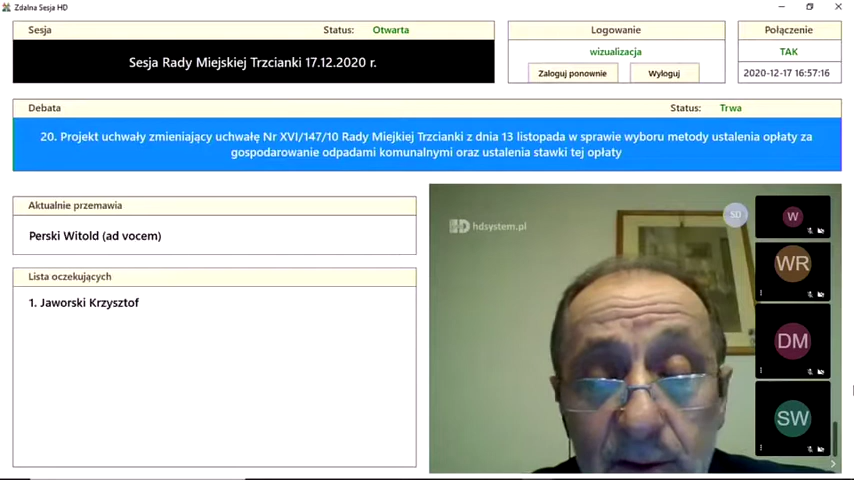 Zdalna Sesja HD
Sesja
Status: Otwarta
Sesja Rady Miejskiej Trzcianki 17.12.2020 r.
Logowanie
wizualizacja
Zaloguj ponownie
Wyloguj
Połączenie
TAK
2020-12-17 16:57:16
Debata
Status: Trwa
20. Projekt uchwały zmieniający uchwałę Nr XVI/147/10 Rady Miejkiej Trzcianki z dnia 13 listopada w sprawie wyboru metody ustalenia opłaty za
gospodarowanie odpadami komunalnymi oraz ustalenia stawki tej opłaty
Aktualnie przemawia
Perski Witold (ad vocem)
Lista oczekujących
1. Jaworski Krzysztof
HD hdsystem.pl
SD
W
WR
DM
SW